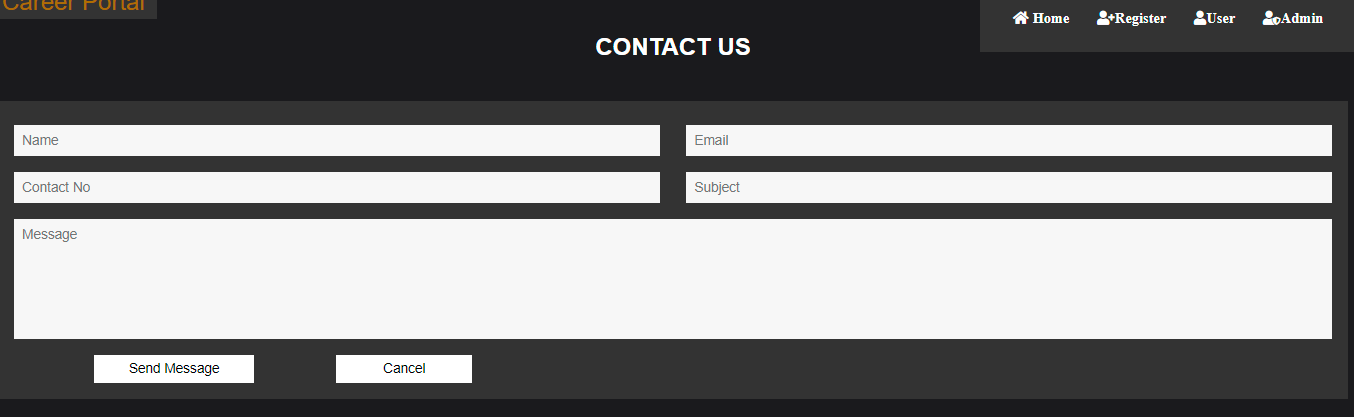 Career Portal
Home Register User Admin
CONTACT US
Name Email
Contact No Subject
Message
Send Message Cancel